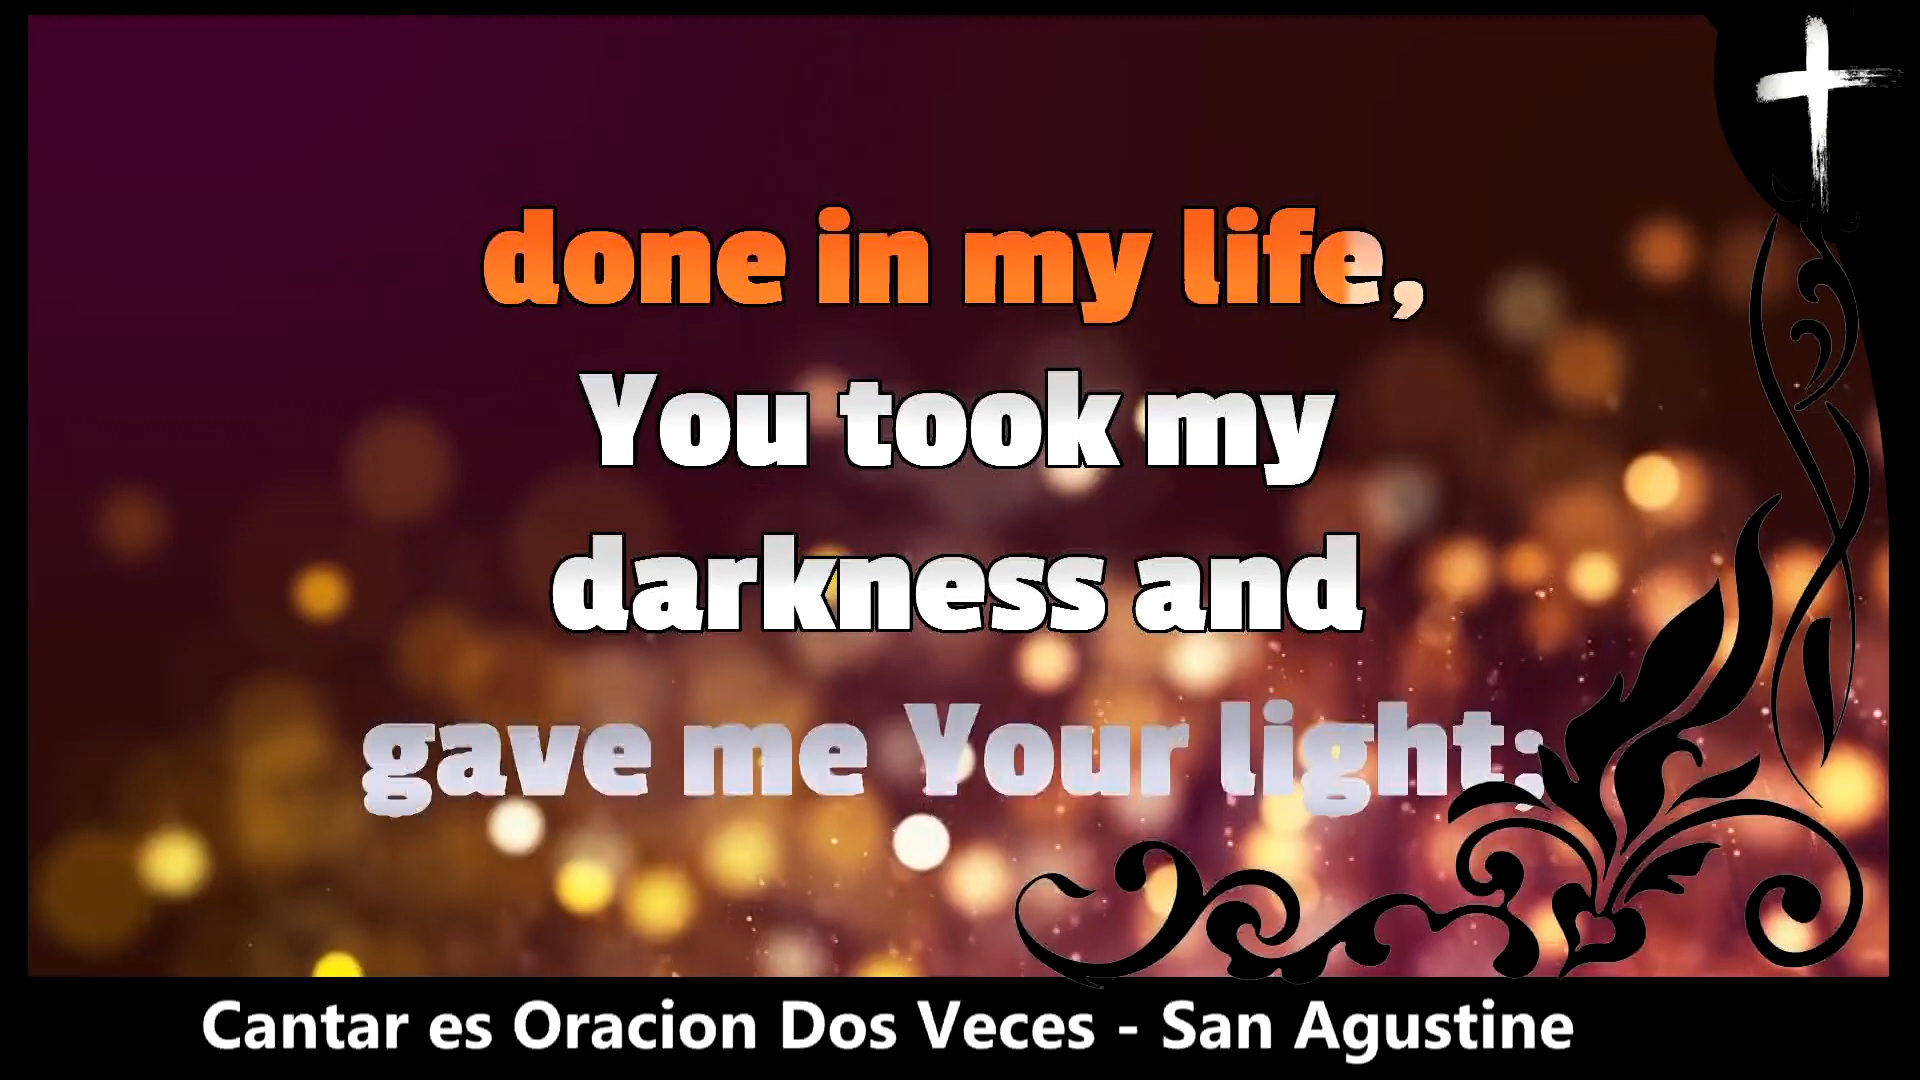 done in my life,
You took my
darkness and
gave me Your light;
Cantar es Oracion Dos Veces - San Agustine